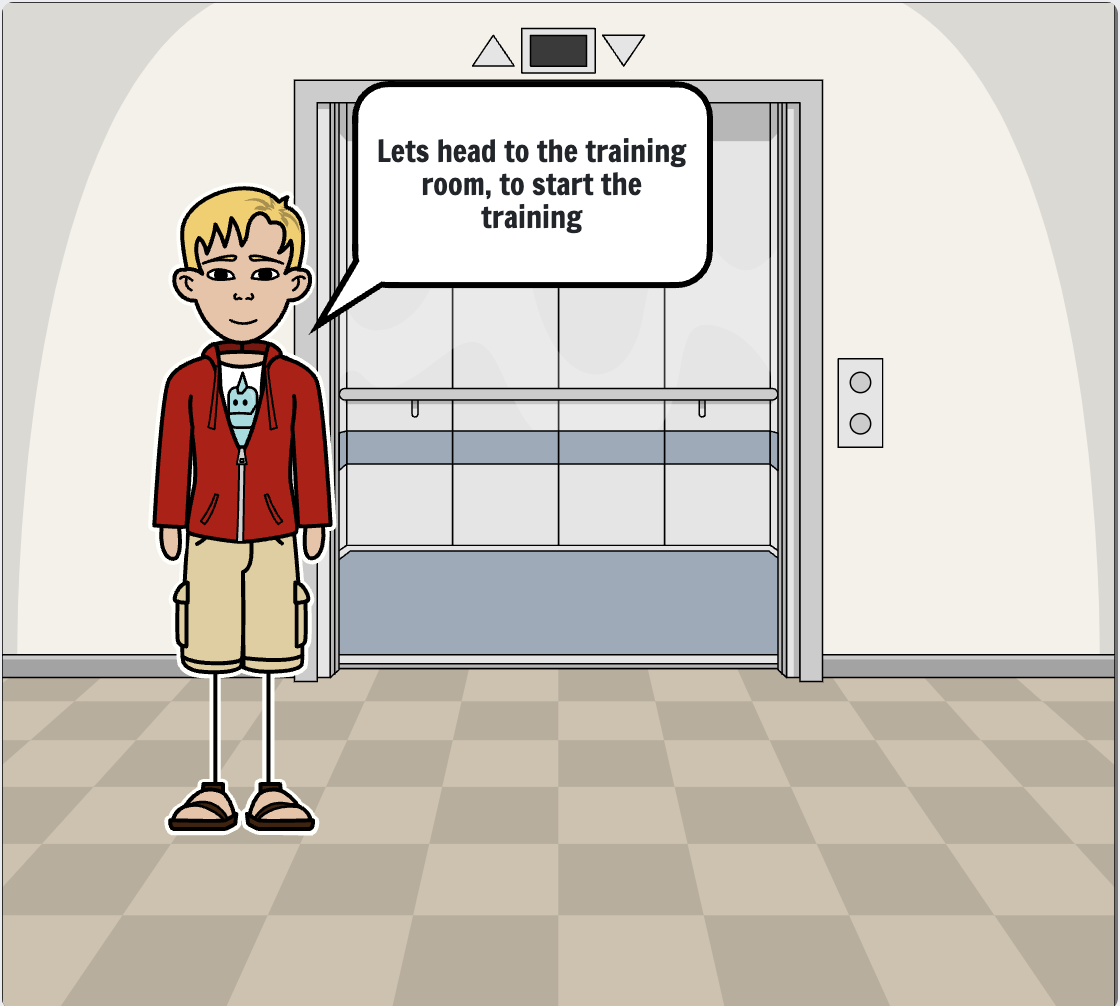 Lets head to the training
room, to start the
training